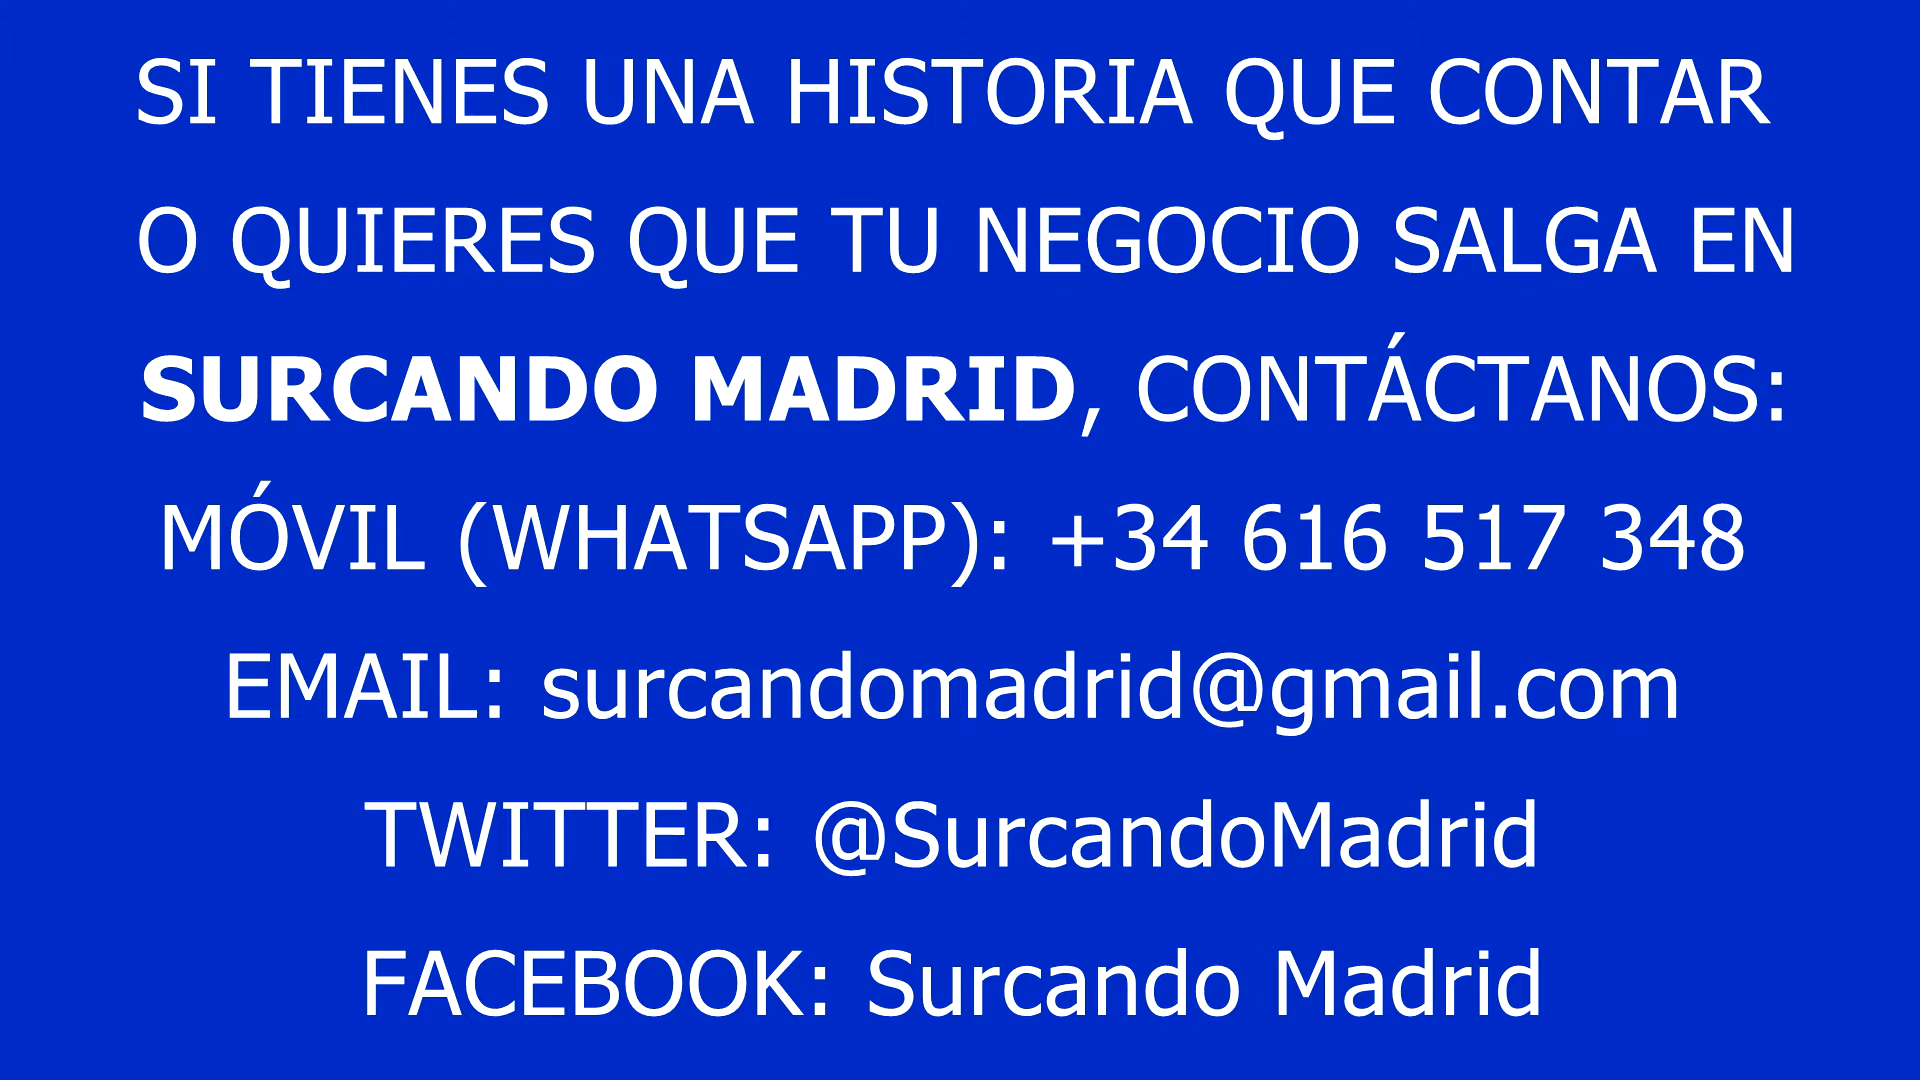 SI TIENES UNA HISTORIA QUE CONTAR
O QUIERES QUE TU NEGOCIO SALGA EN
SURCANDO MADRID, CONTÁCTANOS:
MÓVIL (WHATSAPP): +34 616 517 348
EMAIL: surcandomadrid@gmail.com
TWITTER: @SurcandoMadrid
FACEBOOK: Surcando Madrid